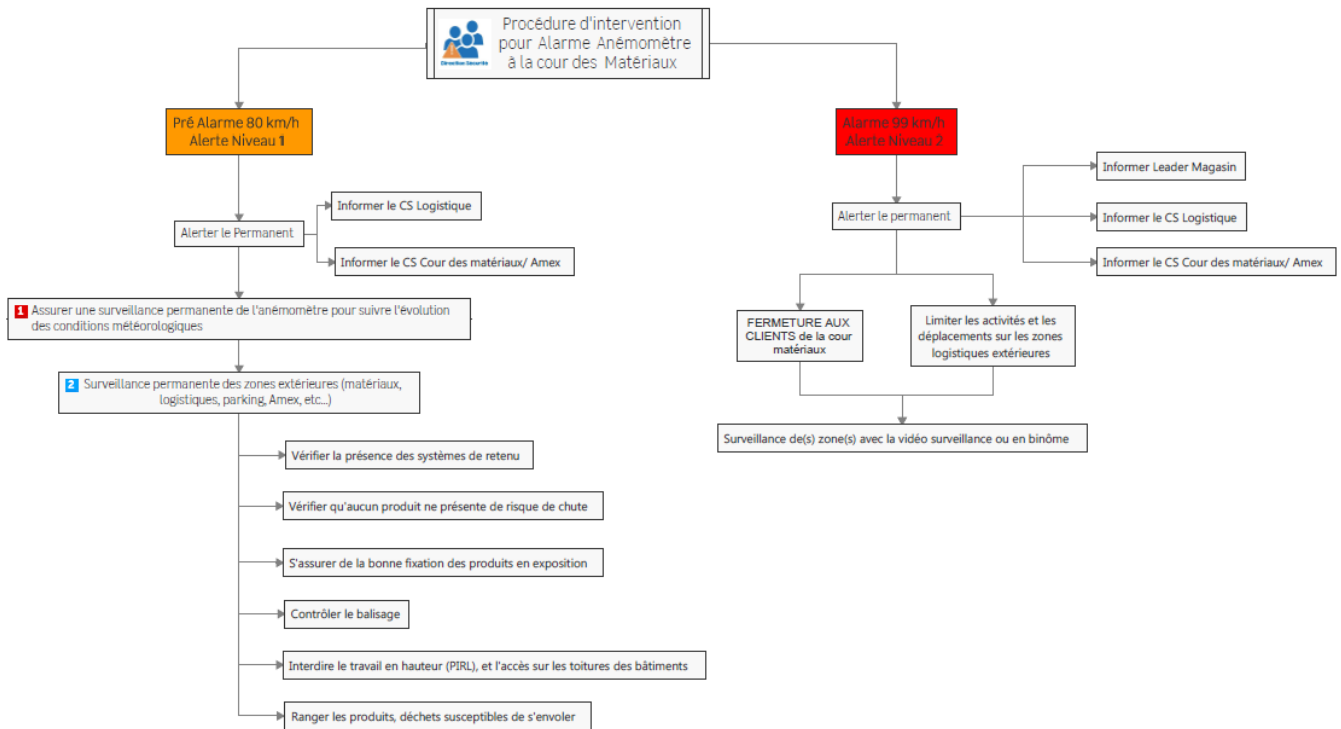 Procédure d'intervention
pour Alarme Anémomètre
à la cour des Matériaux
Direction Sécurité
Pré Alarme 80 km/h
Alerte Niveau 1
Alerter le Permanent
Informer le CS Logistique
Informer le CS Cour des matériaux/ Amex
1 Assurer une surveillance permanente de l'anémomètre pour suivre l'évolution
des conditions météorologiques
2 Surveillance permanente des zones extérieures (matériaux,
logistiques, parking, Amex, etc...)
Vérifier la présence des systèmes de retenu
Vérifier qu'aucun produit ne présente de risque de chute
S'assurer de la bonne fixation des produits en exposition
Contrôler le balisage
Interdire le travail en hauteur (PIRL), et l'accès sur les toitures des bâtiments
Ranger les produits, déchets susceptibles de s'envoler
Alarme 99 km/h
Alerte Niveau 2
Alerter le permanent
Informer Leader Magasin
Informer le CS Logistique
Informer le CS Cour des matériaux/ Amex
FERMETURE AUX
CLIENTS de la cour
matériaux
Limiter les activités et les
déplacements sur les zones
logistiques extérieures
Surveillance de(s) zone(s) avec la vidéo surveillance ou en binôme